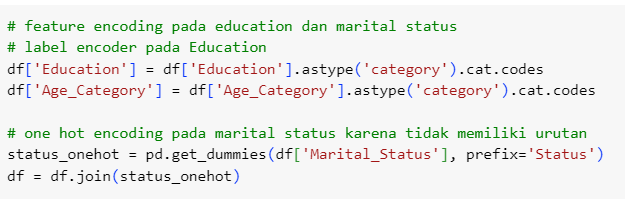 # feature encoding pada education dan marital status
# label encoder pada Education
df['Education'] = df['Education'].astype('category').cat.codes
df['Age_Category'] = df['Age_Category'].astype('category').cat.codes
# one hot encoding pada marital status karena tidak memiliki urutan
status_onehot = pd.get_dummies(df['Marital_Status'], prefix='Status')
df = df.join(status_onehot)